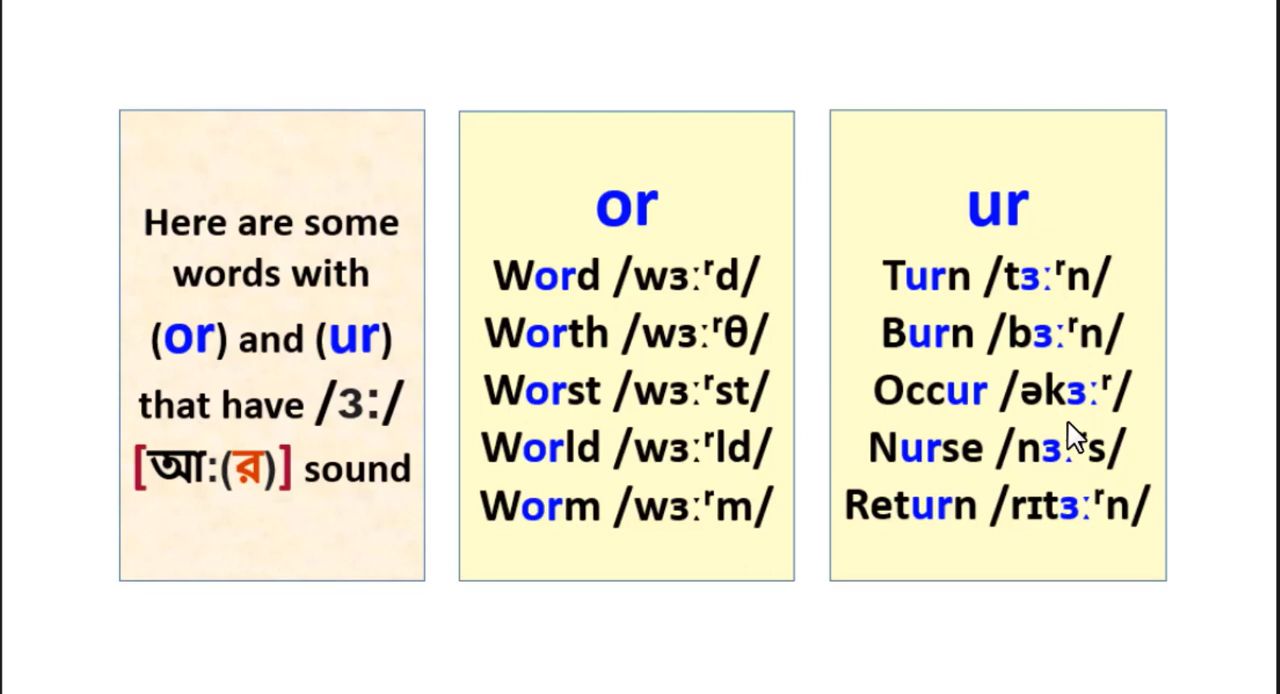 Here are some
words with
(or) and (ur)
that have /ɜː/
[আ:(র)] sound
or
Word /wɜːʳd/
Worth /wɜːʳθ/
Worst /wɜːʳst/
World /wɜːʳld/
Worm /wɜːʳm/
ur
Turn /tɜːʳn/
Burn /bɜːʳn/
Occur /əkɜːʳ/
Nurse /nɜːʳs/
Return /rɪtɜːʳn/